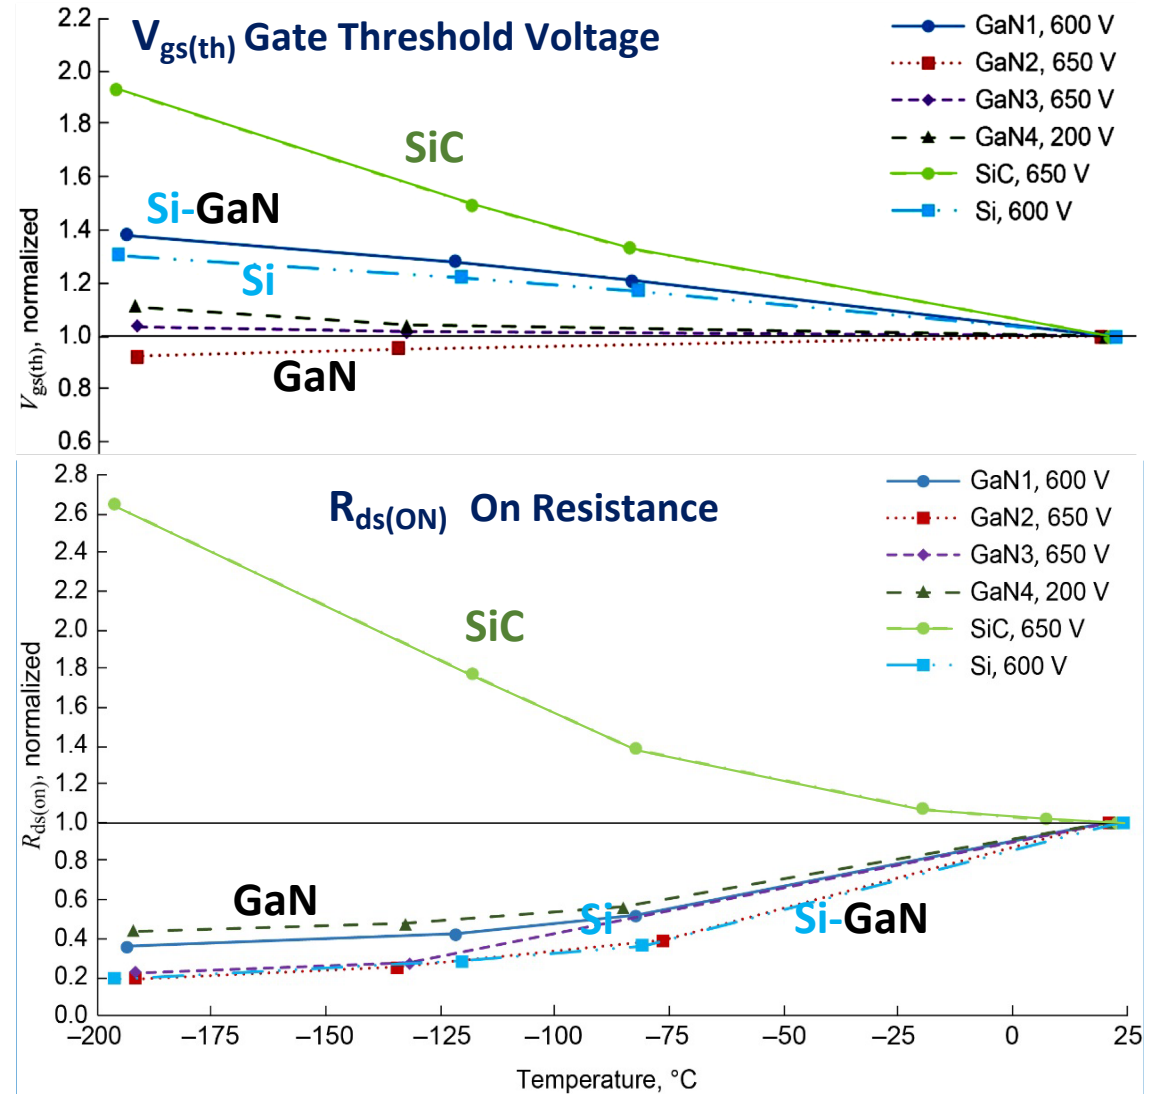 Vgs(th) Gate Threshold Voltage
GaN1, 600 V
GaN2, 650 V
GaN3, 650 V
GaN4, 200 V
SiC, 650 V
Si, 600 V
SiC
Si-GaN
Si
GaN
Vgs(th), normalized
2.2
2.0
1.8
1.6
1.4
1.2
1.0
0.8
0.6
Rds(ON) On Resistance
GaN1, 600 V
GaN2, 650 V
GaN3, 650 V
GaN4, 200 V
SiC, 650 V
Si, 600 V
SiC
GaN
Si
Si-GaN
Rds(on), normalized
2.8
2.6
2.4
2.2
2.0
1.8
1.6
1.4
1.2
1.0
0.8
0.6
0.4
0.2
0.0
–200 –175 –150 –125 –100 –75 –50 –25 0 25
Temperature, °C